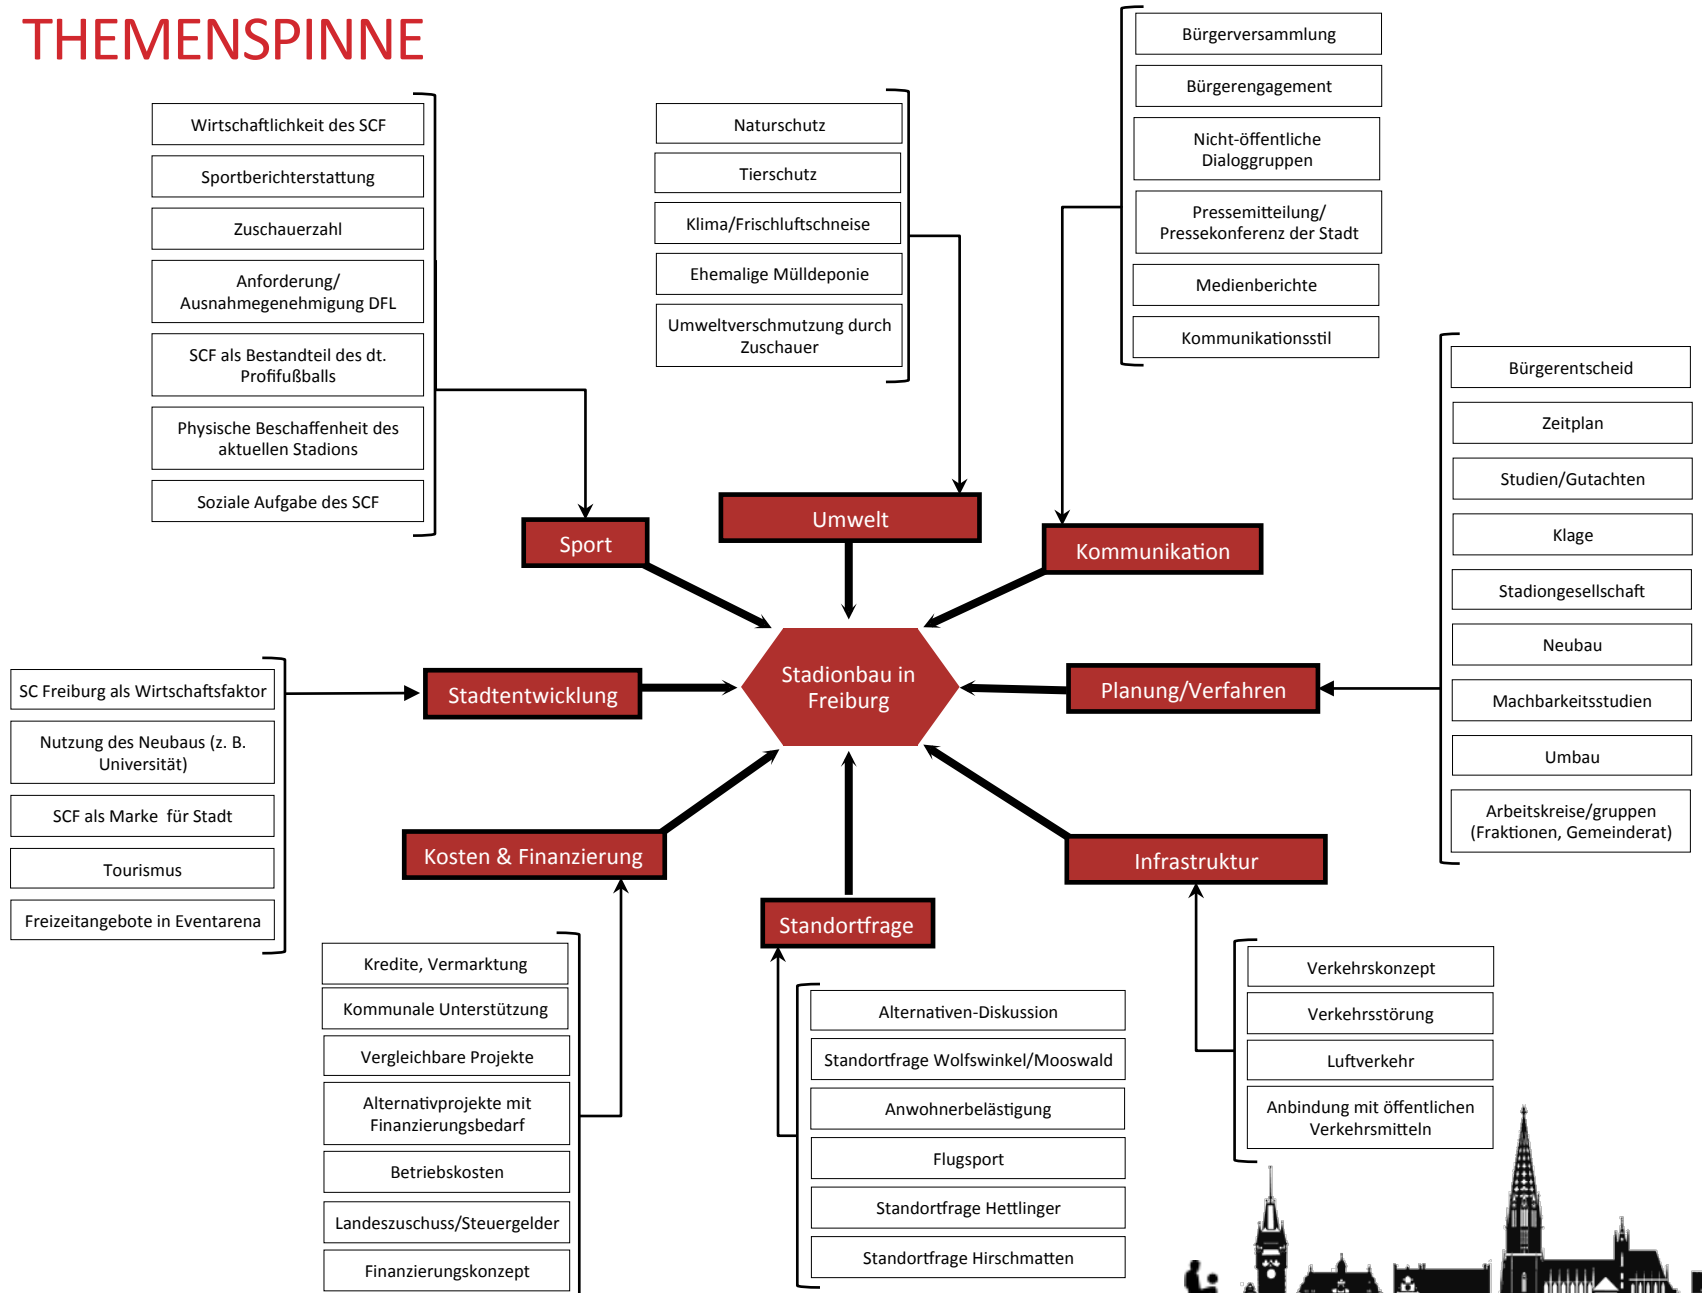 THEMENSPINNE
Wirtschaftlichkeit des SCF
Sportberichterstattung
Zuschauerzahl
Anforderung/
Ausnahmegenehmigung DFL
SCF als Bestandteil des dt.
Profifußballs
Physische Beschaffenheit des
aktuellen Stadions
Soziale Aufgabe des SCF
Sport
Naturschutz
Tierschutz
Klima/Frischluftschneise
Ehemalige Mülldeponie
Umweltverschmutzung durch
Zuschauer
Umwelt
Bürgerversammlung
Bürgerengagement
Nicht-öffentliche
Dialoggruppen
Pressemitteilung/
Pressekonferenz der Stadt
Medienberichte
Kommunikationsstil
Kommunikation
Bürgerentscheid
Zeitplan
Studien/Gutachten
Klage
Stadiongesellschaft
Neubau
Machbarkeitsstudien
Umbau
Arbeitskreise/gruppen
(Fraktionen, Gemeinderat)
Planung/Verfahren
Stadionbau in
Freiburg
SC Freiburg als Wirtschaftsfaktor
Nutzung des Neubaus (z. B.
Universität)
SCF als Marke für Stadt
Tourismus
Freizeitangebote in Eventarena
Stadtentwicklung
Kosten & Finanzierung
Kredite, Vermarktung
Kommunale Unterstützung
Vergleichbare Projekte
Alternativprojekte mit
Finanzierungsbedarf
Betriebskosten
Landeszuschuss/Steuergelder
Finanzierungskonzept
Standortfrage
Alternativen-Diskussion
Standortfrage Wolfswinkel/Mooswald
Anwohnerbelästigung
Flugsport
Standortfrage Hettlinger
Standortfrage Hirschmatten
Infrastruktur
Verkehrskonzept
Verkehrsstörung
Luftverkehr
Anbindung mit öffentlichen
Verkehrsmitteln